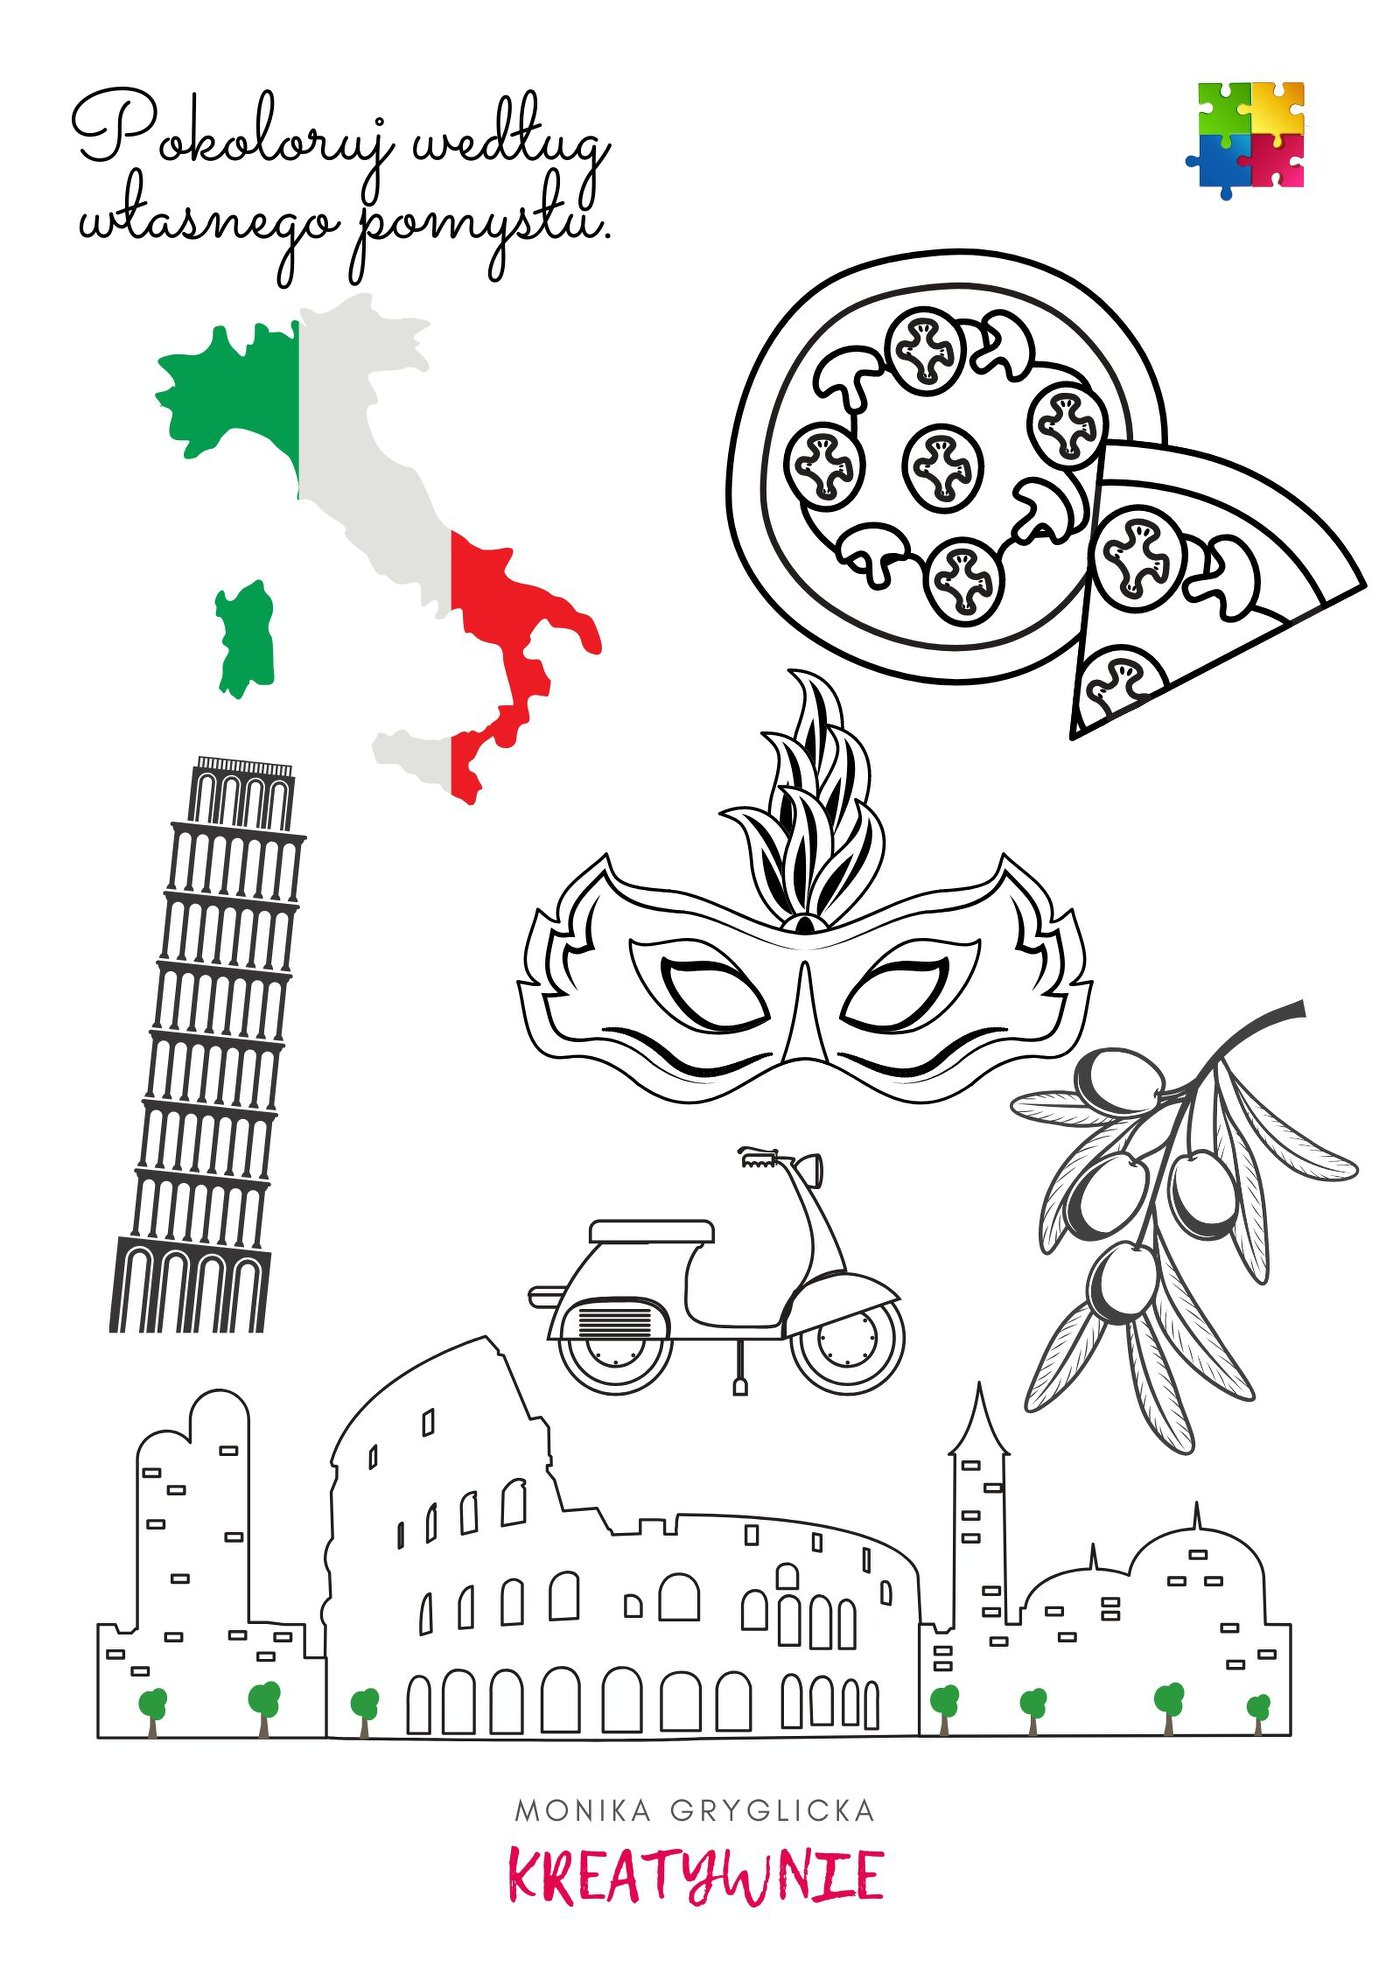 Pokoloruj według
własnego pomysłu.
MONIKA GRYGLICKA
KREATYWNIE